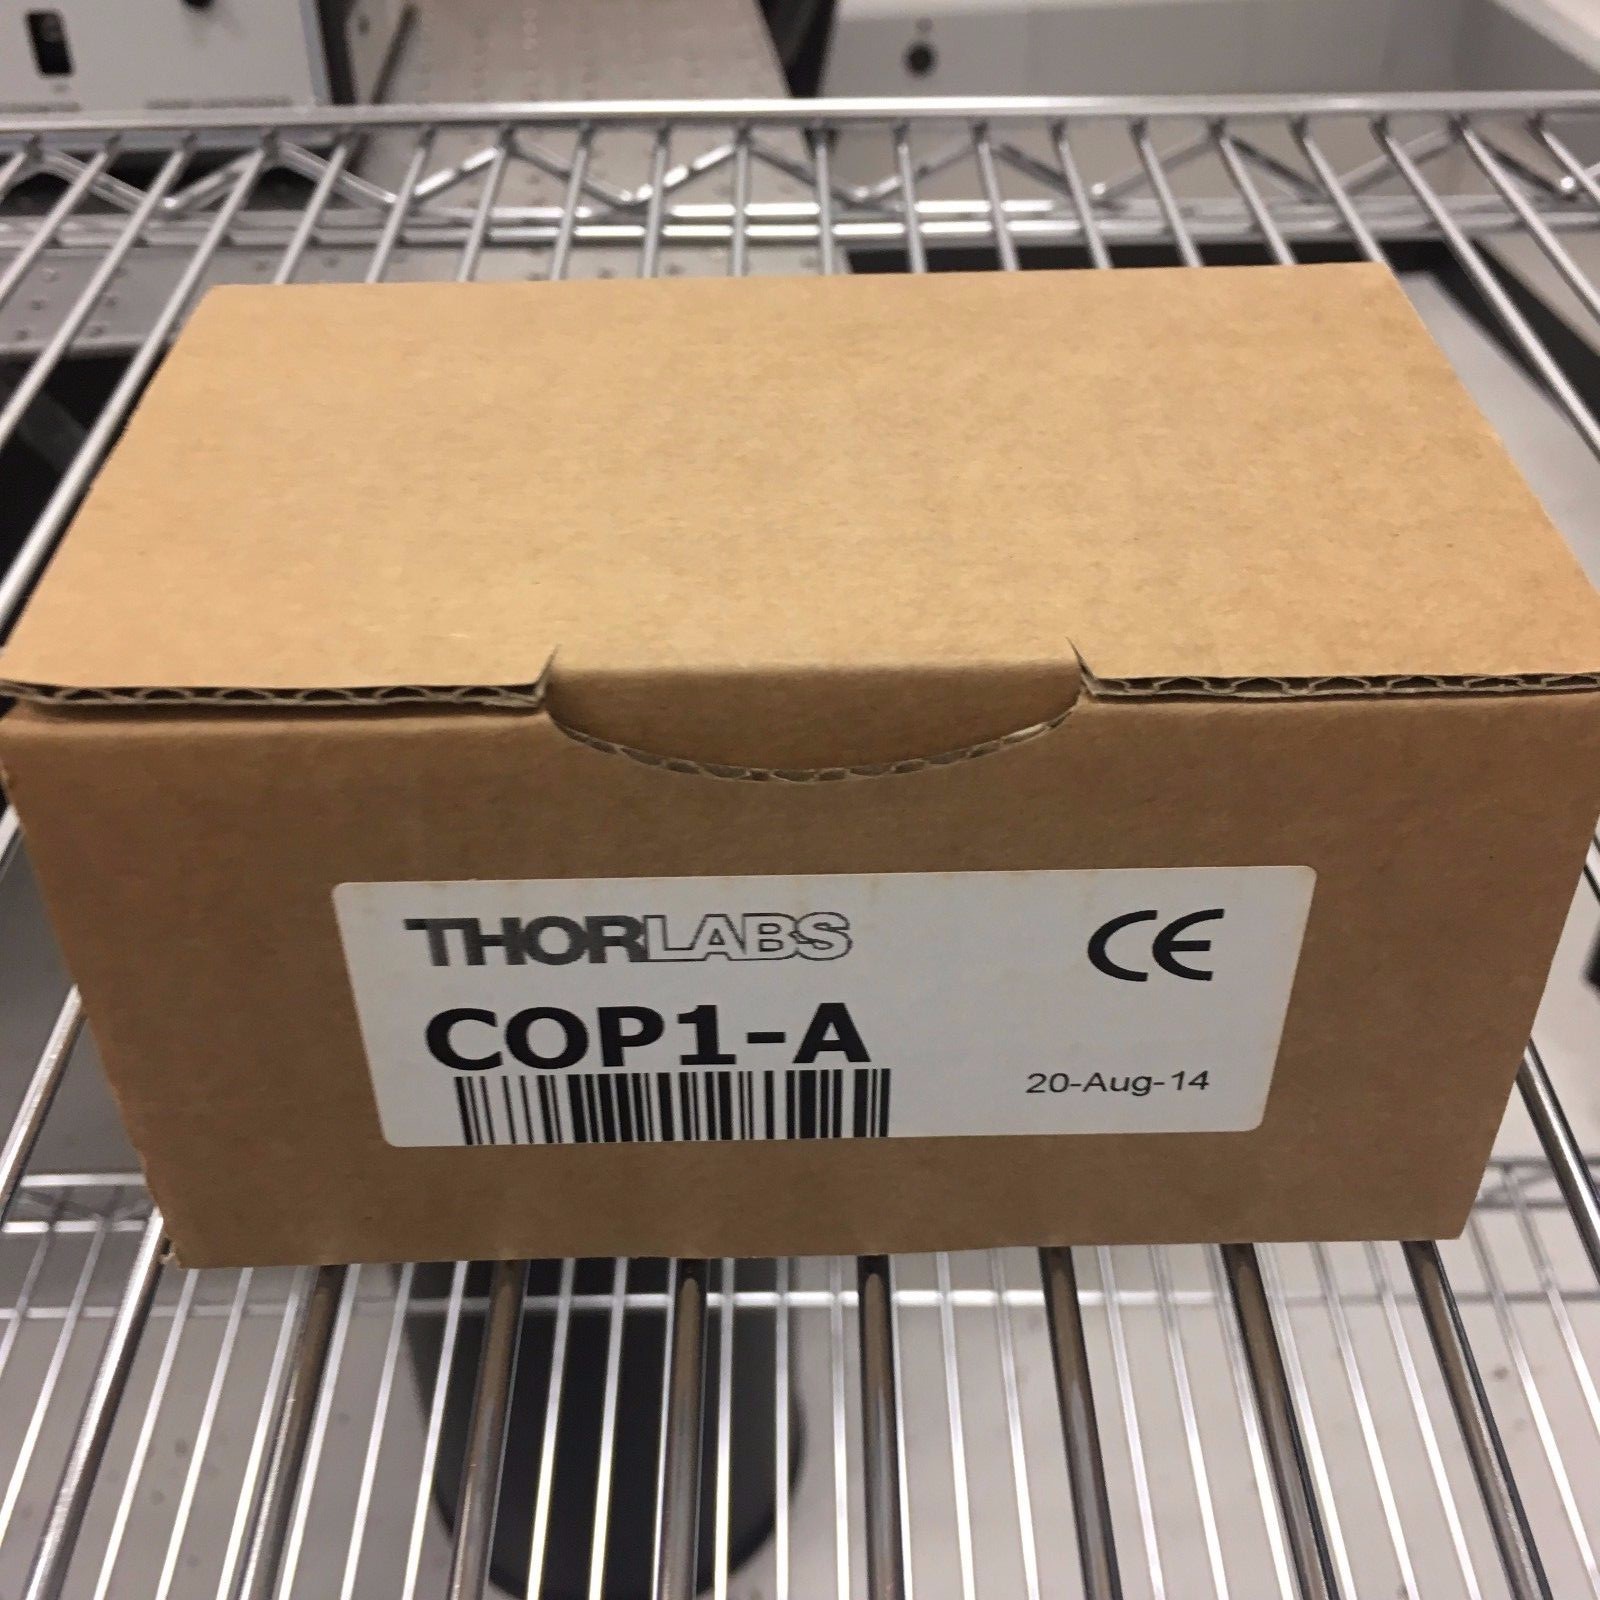 THORLABS
CE
COP1-A
20-Aug-14